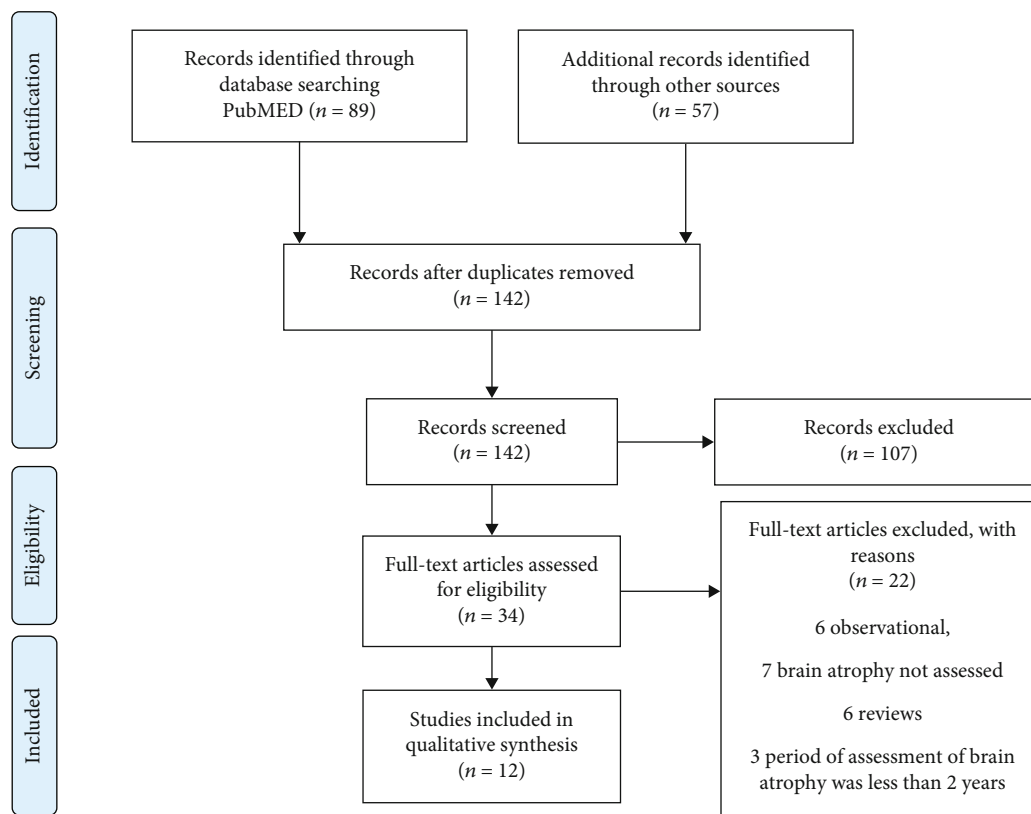 Identification
Records identified through
database searching
PubMED (n = 89)
Additional records identified
through other sources
(n = 57)
Screening
Records after duplicates removed
(n = 142)
Records screened
(n = 142)
Records excluded
(n = 107)
Eligibility
Full-text articles assessed
for eligibility
(n = 34)
Full-text articles excluded, with
reasons
(n = 22)
6 observational,
7 brain atrophy not assessed
6 reviews
3 period of assessment of brain
atrophy was less than 2 years
Included
Studies included in
qualitative synthesis
(n = 12)